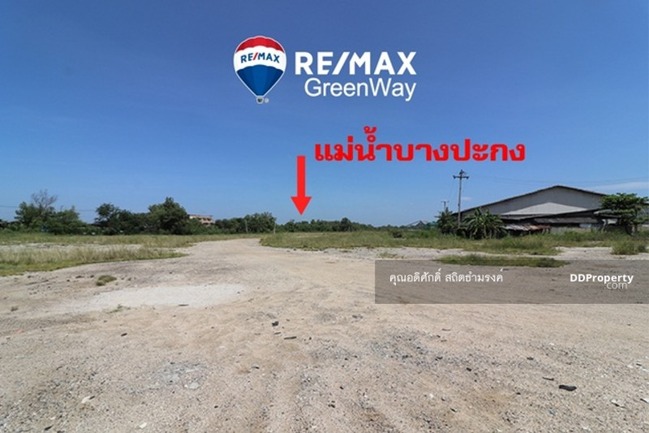 RE/MAX
RE/MAX
GreenWay
แม่น้ำบางปะกง
คุณอดิศักดิ์ สถิตธำมรงค์
DDProperty
.com